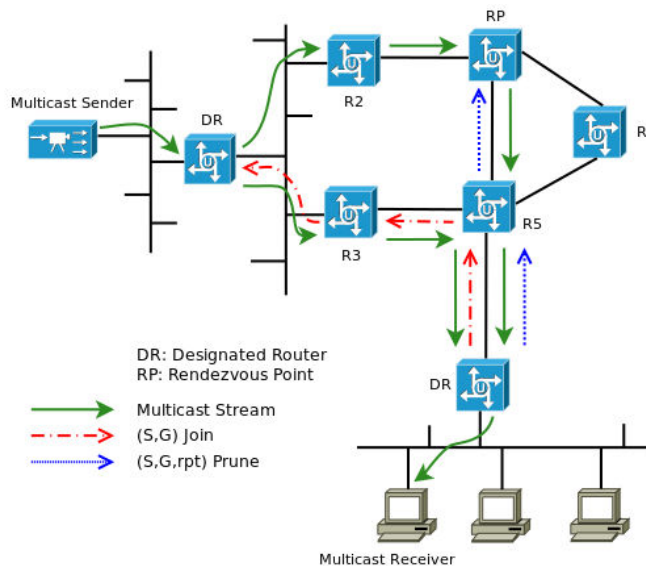 RP
Multicast Sender
DR
R2
R
R3
R5
DR: Designated Router
RP: Rendezvous Point
DR
Multicast Stream
(S,G) Join
(S,G,rpt) Prune
Multicast Receiver